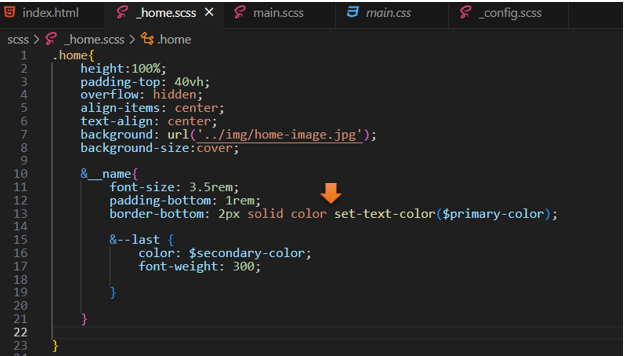 index.html _home.scss main.scss main.css _config.scss
scss > _home.scss > .home
1 .home{
2 height:100%;
3 padding-top: 40vh;
4 overflow: hidden;
5 align-items: center;
6 text-align: center;
7 background: url('../img/home-image.jpg');
8 background-size:cover;
9
10 &__name{
11 font-size: 3.5rem;
12 padding-bottom: 1rem;
13 border-bottom: 2px solid color set-text-color($primary-color);
14
15 &--last {
16 color: $secondary-color;
17 font-weight: 300;
18
19 }
20
21 }
22
23 }